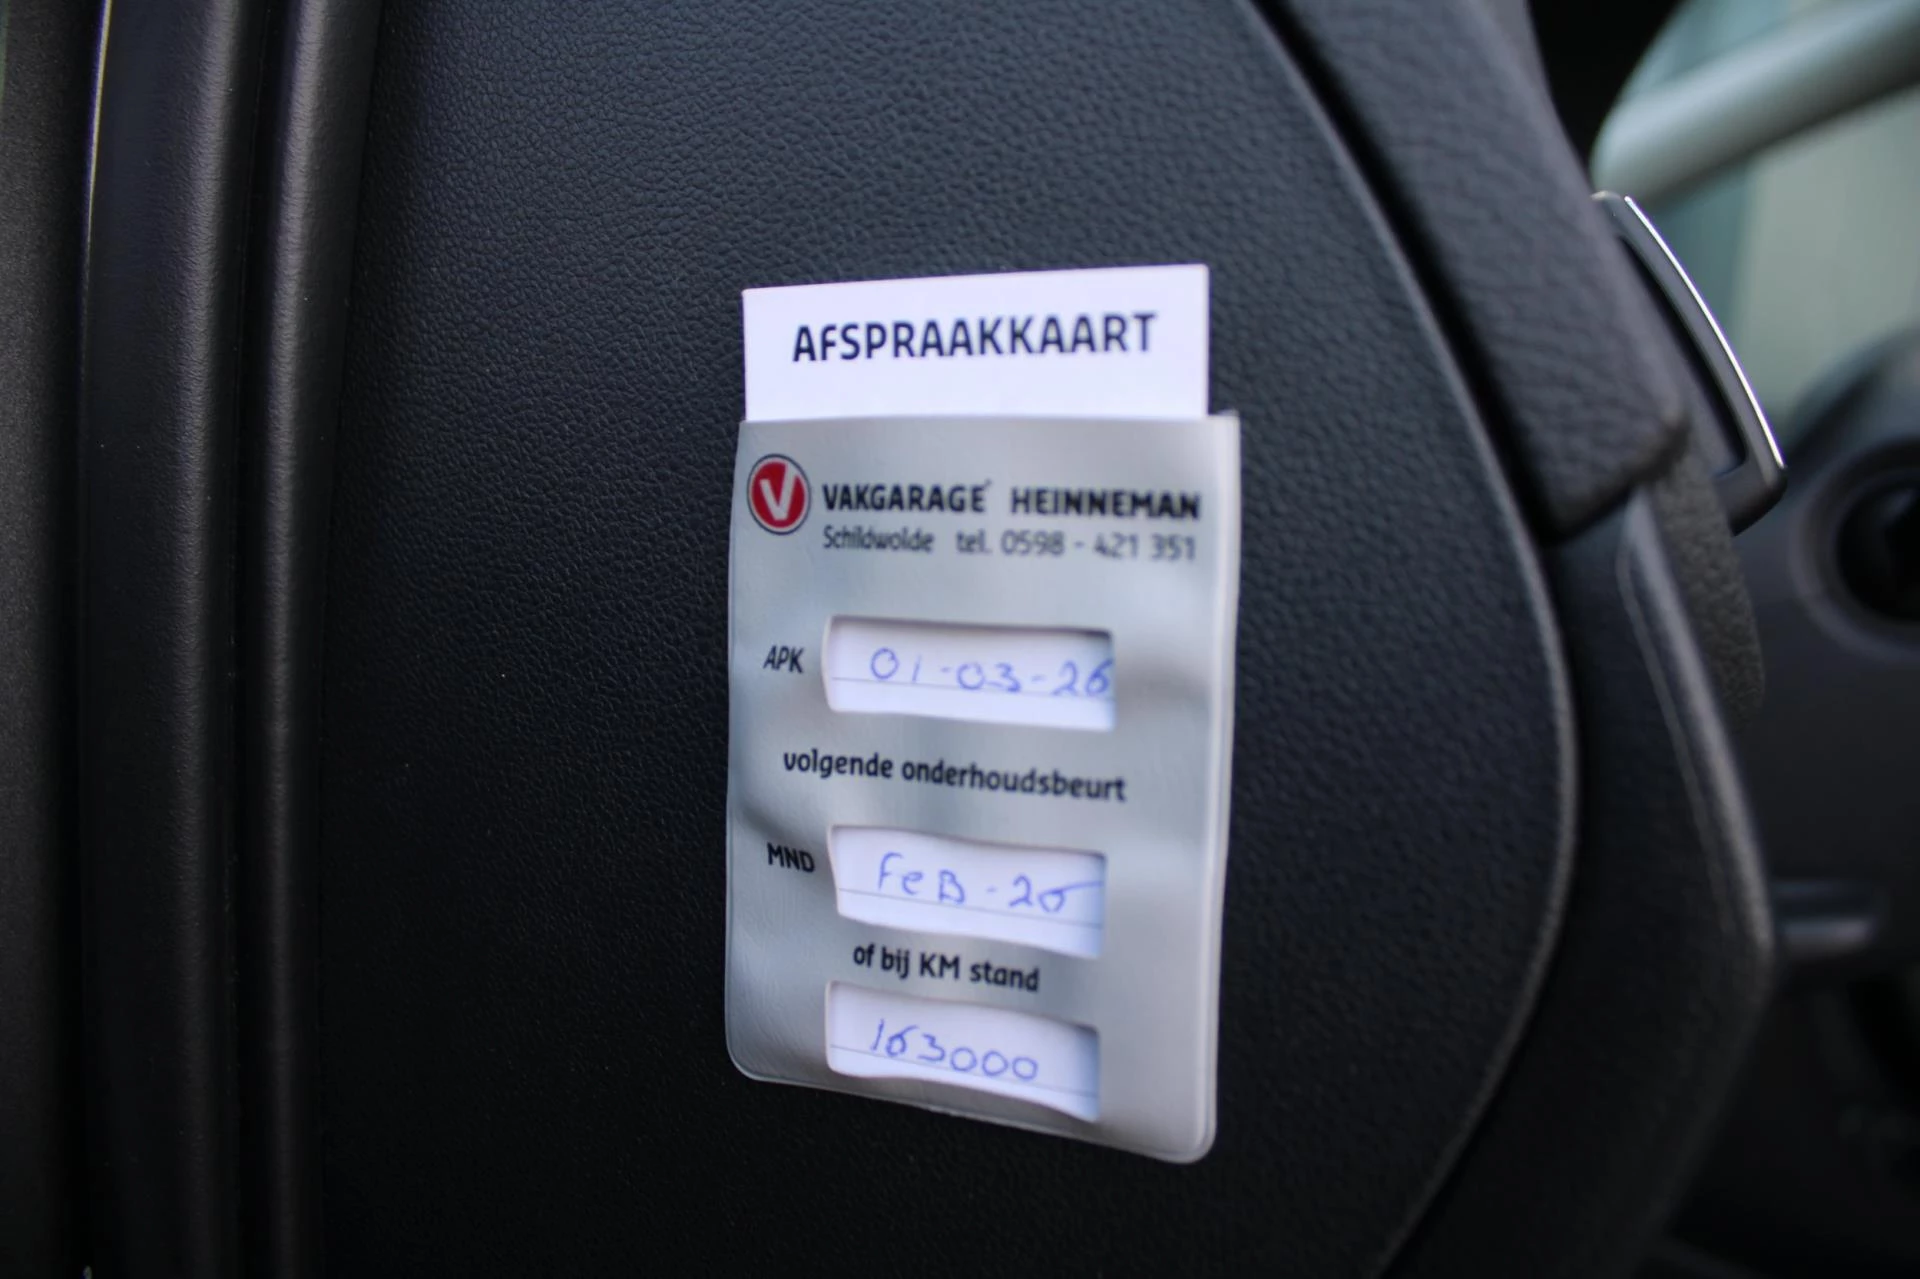 AFSPRAAKKAART
VAKGARAGE HEINNEMAN
Schildwolde tel. 0598 - 421 351
APK 01-03-26
volgende onderhoudsbeurt
MND FeB-26
of bij KM stand
163000